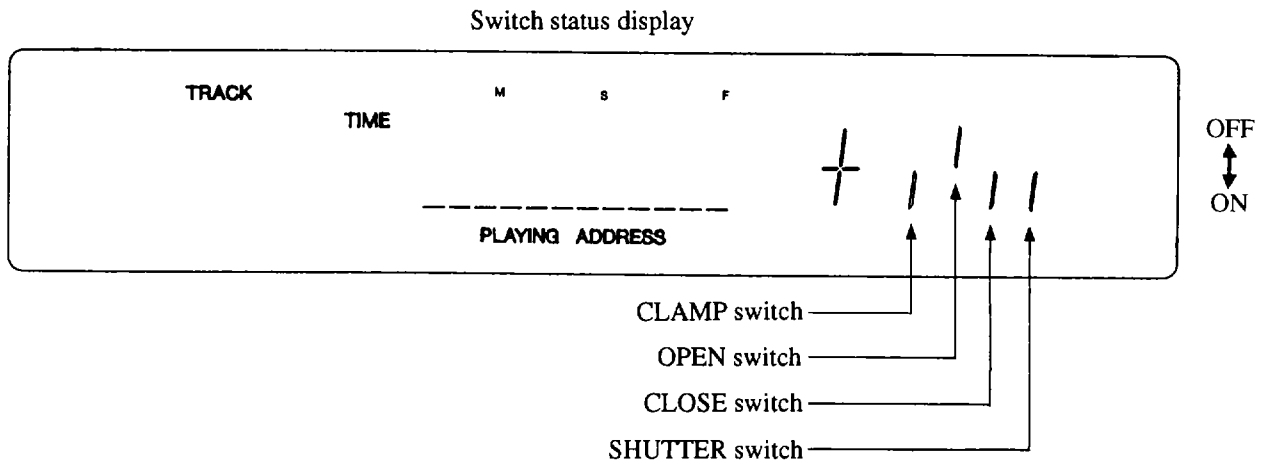 Switch status display
TRACK
M S F
TIME
OFF
ON
PLAYING ADDRESS
CLAMP switch
OPEN switch
CLOSE switch
SHUTTER switch